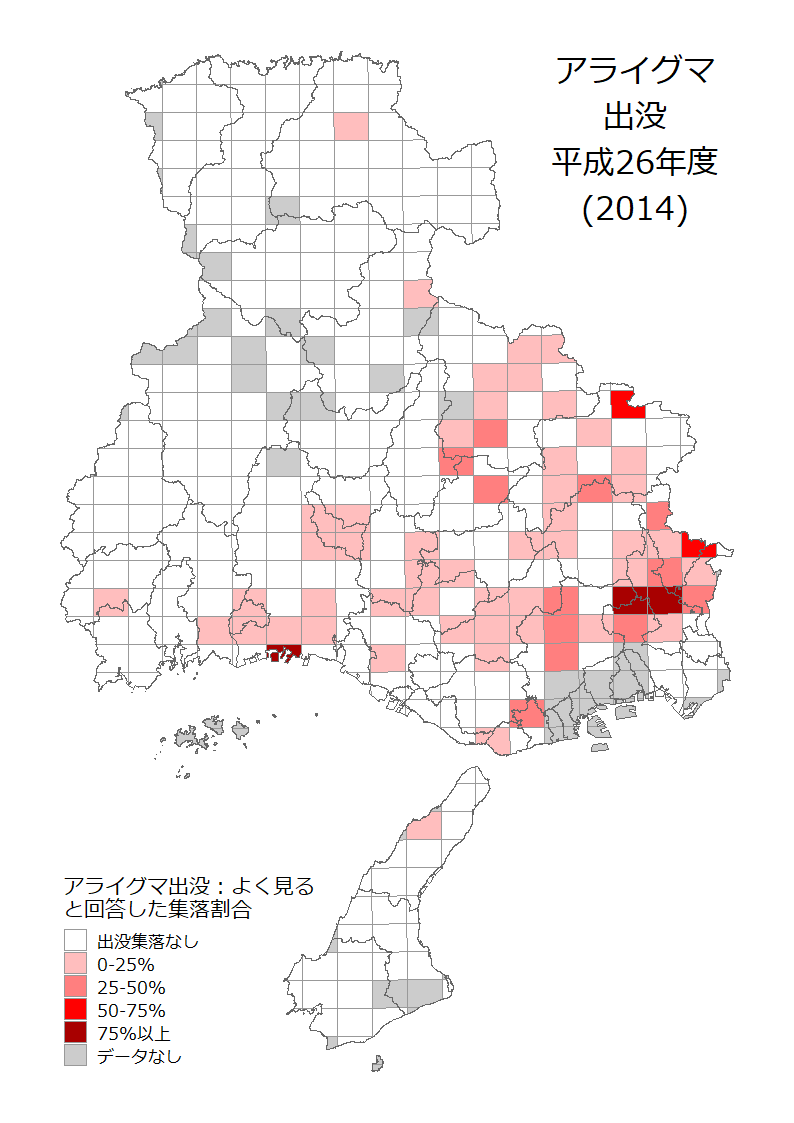 アライグマ
出没
平成26年度
(2014)
アライグマ出没：よく見る
と回答した集落割合
出没集落なし
0-25%
25-50%
50-75%
75%以上
データなし